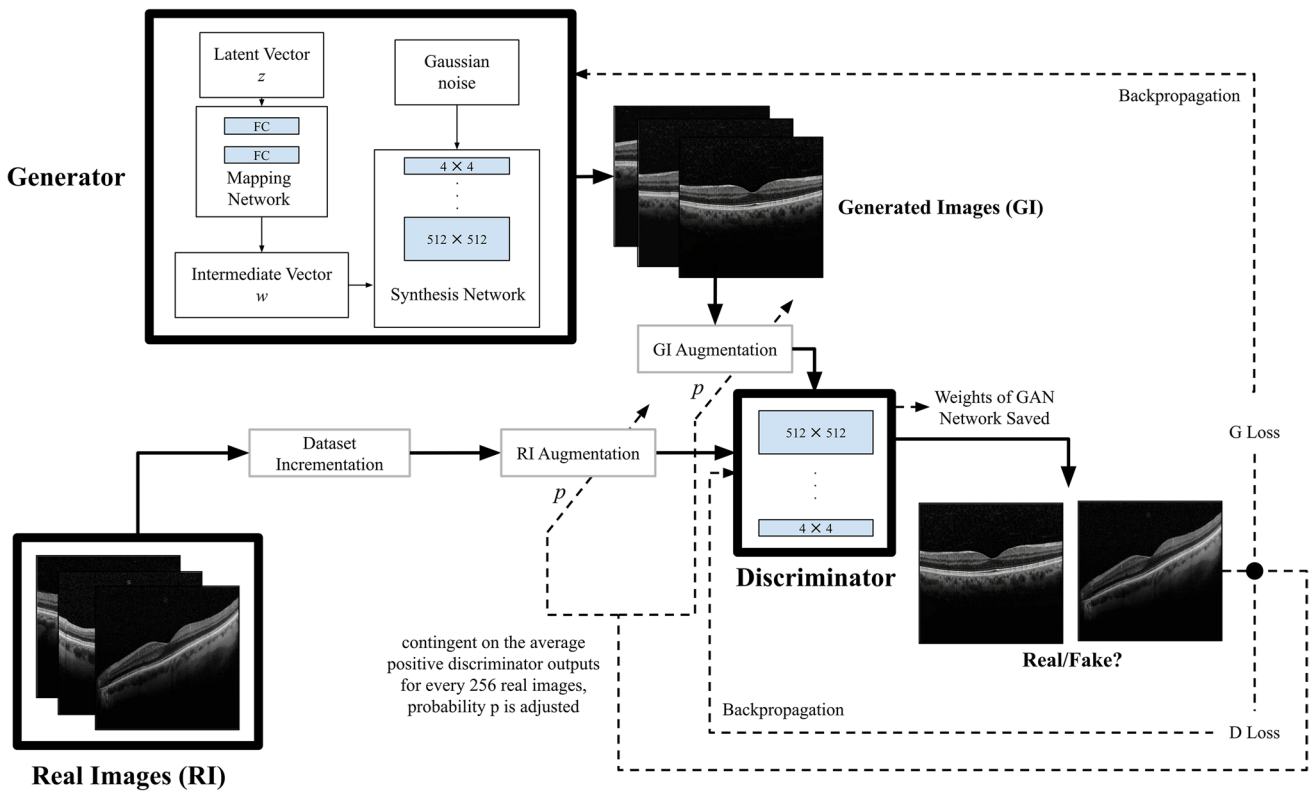 Generator
Latent Vector
z
FC
FC
Mapping
Network
Intermediate Vector
w
Gaussian
noise
4 × 4
512 × 512
Synthesis Network
Generated Images (GI)
Backpropagation
GI Augmentation
p
Dataset
Incrementation
RI Augmentation
p
512 × 512
4 × 4
Discriminator
Weights of GAN
Network Saved
G Loss
Real/Fake?
contingent on the average
positive discriminator outputs
for every 256 real images,
probability p is adjusted
Backpropagation
D Loss
Real Images (RI)